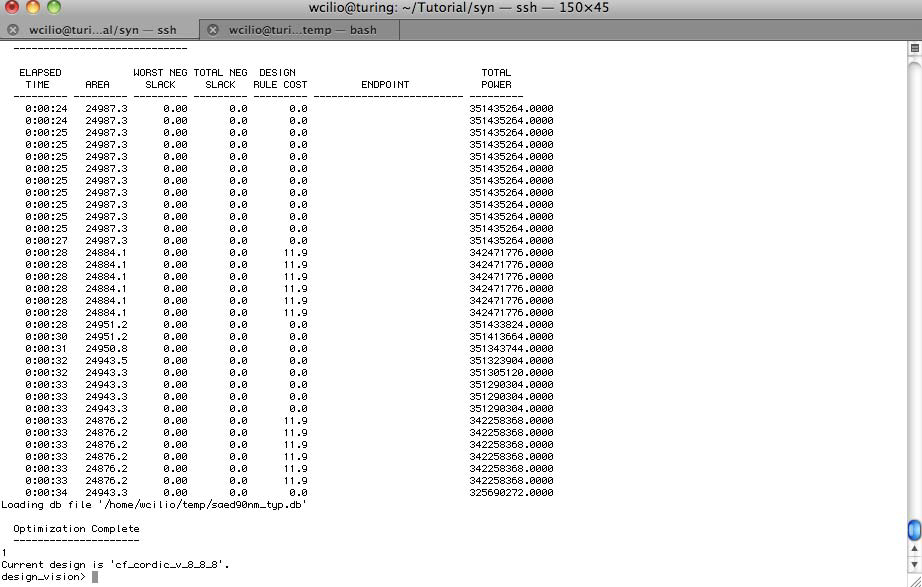 wcilio@turing: ~/Tutorial/syn — ssh — 150×45
wcilio@turi...al/syn — ssh wcilio@turi...temp — bash
----------------------------
ELAPSED WORST NEG TOTAL NEG DESIGN TOTAL
TIME AREA SLACK SLACK RULE COST ENDPOINT POWER
--------- --------- --------- --------- --------- ------------------------- ---------
0:00:24 24987.3 0.00 0.0 0.0 351435264.0000
0:00:24 24987.3 0.00 0.0 0.0 351435264.0000
0:00:25 24987.3 0.00 0.0 0.0 351435264.0000
0:00:25 24987.3 0.00 0.0 0.0 351435264.0000
0:00:25 24987.3 0.00 0.0 0.0 351435264.0000
0:00:25 24987.3 0.00 0.0 0.0 351435264.0000
0:00:25 24987.3 0.00 0.0 0.0 351435264.0000
0:00:25 24987.3 0.00 0.0 0.0 351435264.0000
0:00:25 24987.3 0.00 0.0 0.0 351435264.0000
0:00:25 24987.3 0.00 0.0 0.0 351435264.0000
0:00:25 24987.3 0.00 0.0 0.0 351435264.0000
0:00:27 24987.3 0.00 0.0 0.0 351435264.0000
0:00:28 24884.1 0.00 0.0 11.9 342471776.0000
0:00:28 24884.1 0.00 0.0 11.9 342471776.0000
0:00:28 24884.1 0.00 0.0 11.9 342471776.0000
0:00:28 24884.1 0.00 0.0 11.9 342471776.0000
0:00:28 24884.1 0.00 0.0 11.9 342471776.0000
0:00:28 24884.1 0.00 0.0 11.9 342471776.0000
0:00:28 24951.2 0.00 0.0 0.0 351433824.0000
0:00:30 24951.2 0.00 0.0 0.0 351413664.0000
0:00:31 24950.8 0.00 0.0 0.0 351343744.0000
0:00:32 24943.5 0.00 0.0 0.0 351323904.0000
0:00:32 24943.3 0.00 0.0 0.0 351305120.0000
0:00:33 24943.3 0.00 0.0 0.0 351290304.0000
0:00:33 24943.3 0.00 0.0 0.0 351290304.0000
0:00:33 24943.3 0.00 0.0 0.0 351290304.0000
0:00:33 24876.2 0.00 0.0 11.9 342258368.0000
0:00:33 24876.2 0.00 0.0 11.9 342258368.0000
0:00:33 24876.2 0.00 0.0 11.9 342258368.0000
0:00:33 24876.2 0.00 0.0 11.9 342258368.0000
0:00:33 24876.2 0.00 0.0 11.9 342258368.0000
0:00:33 24876.2 0.00 0.0 11.9 342258368.0000
0:00:34 24943.3 0.00 0.0 0.0 325690272.0000
Loading db file '/home/wcilio/temp/saed90nm_typ.db'
Optimization Complete
---------------------
1
Current design is 'cf_cordic_v_8_8_8'.
design_vision>